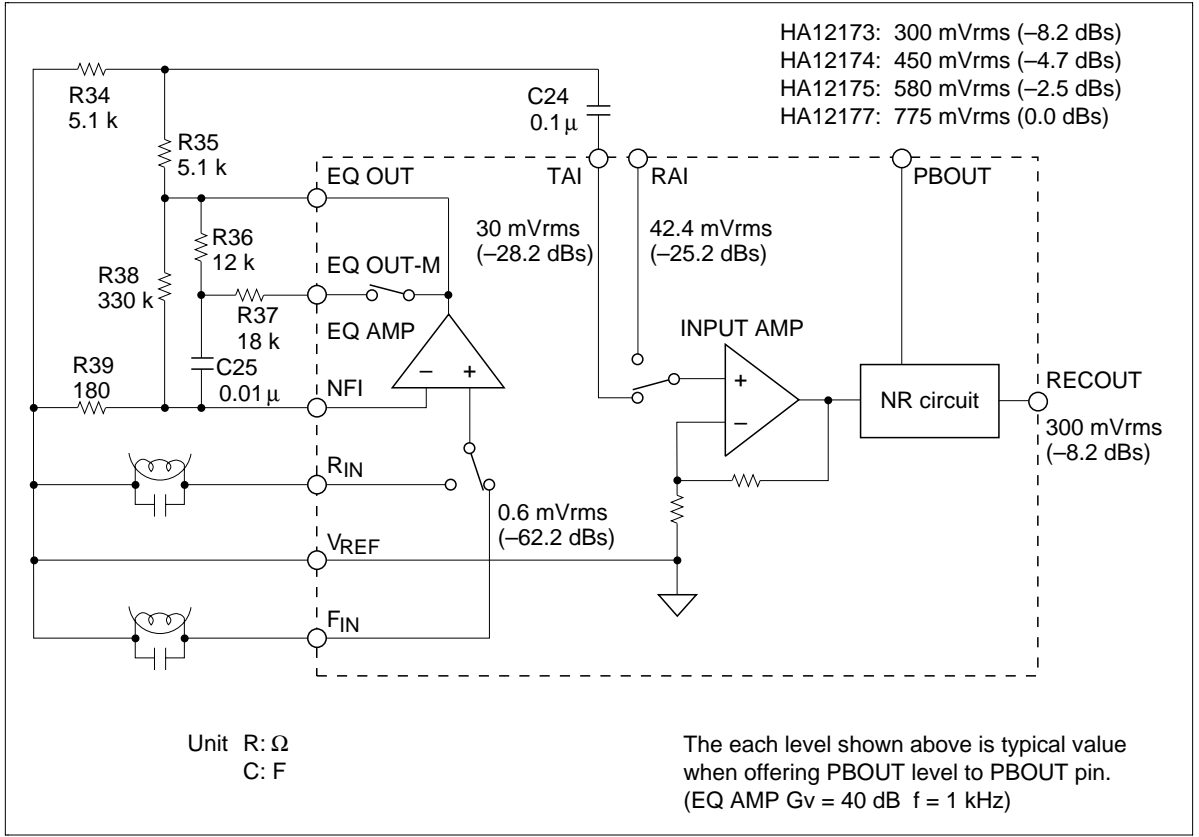 HA12173: 300 mVrms (–8.2 dBs)
HA12174: 450 mVrms (–4.7 dBs)
HA12175: 580 mVrms (–2.5 dBs)
HA12177: 775 mVrms (0.0 dBs)
R34
5.1 k
C24
0.1 μ
R35
5.1 k
EQ OUT
TAI
RAI
PBOUT
30 mVrms
(–28.2 dBs)
42.4 mVrms
(–25.2 dBs)
R36
12 k
EQ OUT-M
R38
330 k
R37
18 k
EQ AMP
INPUT AMP
R39
180
C25
0.01 μ
NFI
–
+
+
–
NR circuit
RECOUT
300 mVrms
(–8.2 dBs)
RIN
0.6 mVrms
(–62.2 dBs)
VREF
FIN
Unit R: Ω
C: F
The each level shown above is typical value
when offering PBOUT level to PBOUT pin.
(EQ AMP Gv = 40 dB f = 1 kHz)